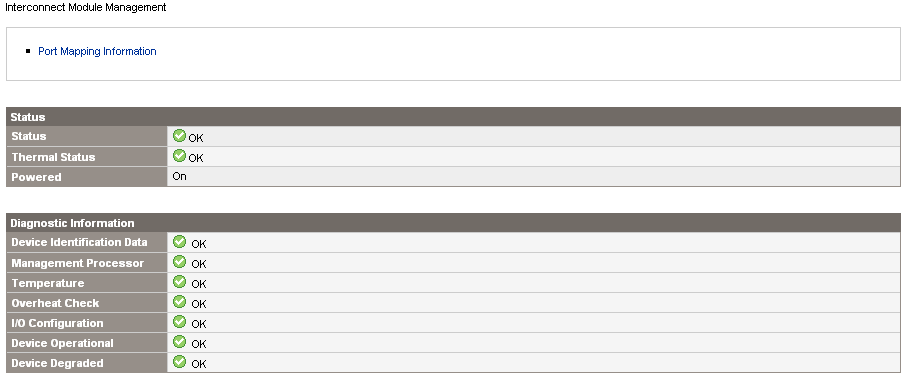 Interconnect Module Management
Port Mapping Information
Status
Status OK
Thermal Status OK
Powered On
Diagnostic Information
Device Identification Data OK
Management Processor OK
Temperature OK
Overheat Check OK
I/O Configuration OK
Device Operational OK
Device Degraded OK